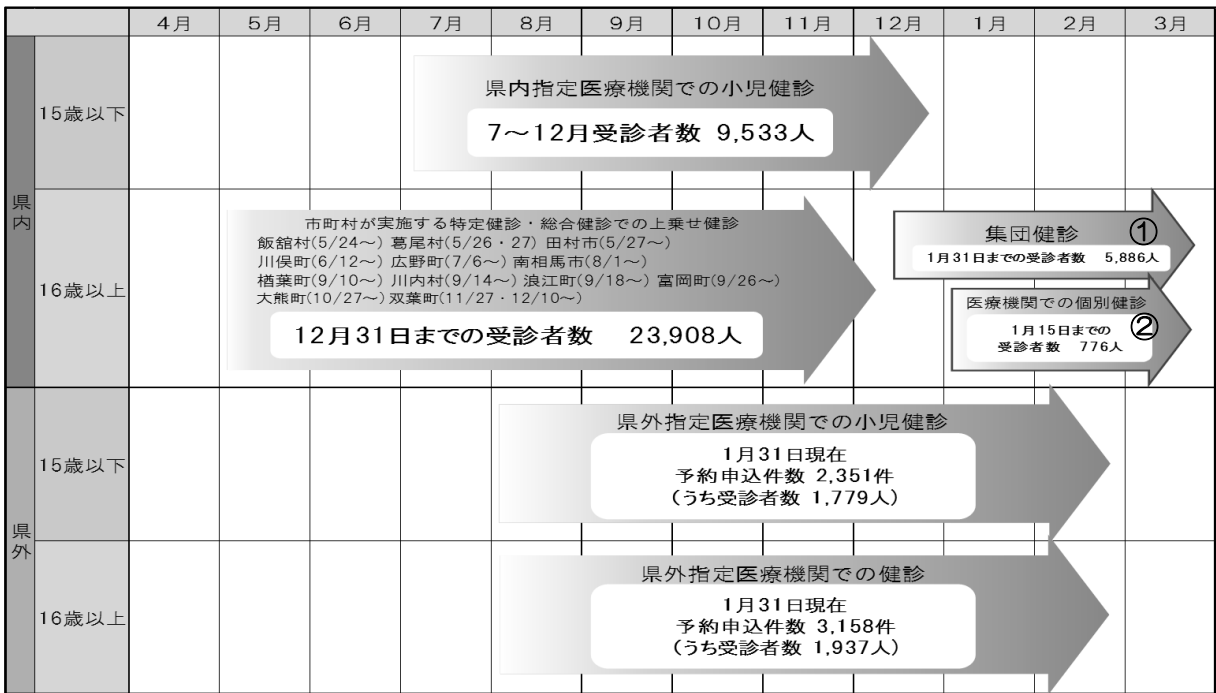 4月 5月 6月 7月 8月 9月 10月 11月 12月 1月 2月 3月
県内
15歳以下
県内指定医療機関での小児健診
7～12月受診者数 9,533人
16歳以上
市町村が実施する特定健診・総合健診での上乗せ健診
飯舘村(5/24～) 葛尾村(5/26・27) 田村市(5/27～)
川俣町(6/12～) 広野町(7/6～) 南相馬市(8/1～)
楢葉町(9/10～) 川内村(9/14～) 浪江町(9/18～) 富岡町(9/26～)
大熊町(10/27～) 双葉町(11/27・12/10～)
12月31日までの受診者数 23,908人
集団健診 ①
1月31日までの受診者数 5,886人
医療機関での個別健診
1月15日までの ②
受診者数 776人
県外
15歳以下
県外指定医療機関での小児健診
1月31日現在
予約申込件数 2,351件
(うち受診者数 1,779人)
16歳以上
県外指定医療機関での健診
1月31日現在
予約申込件数 3,158件
(うち受診者数 1,937人)